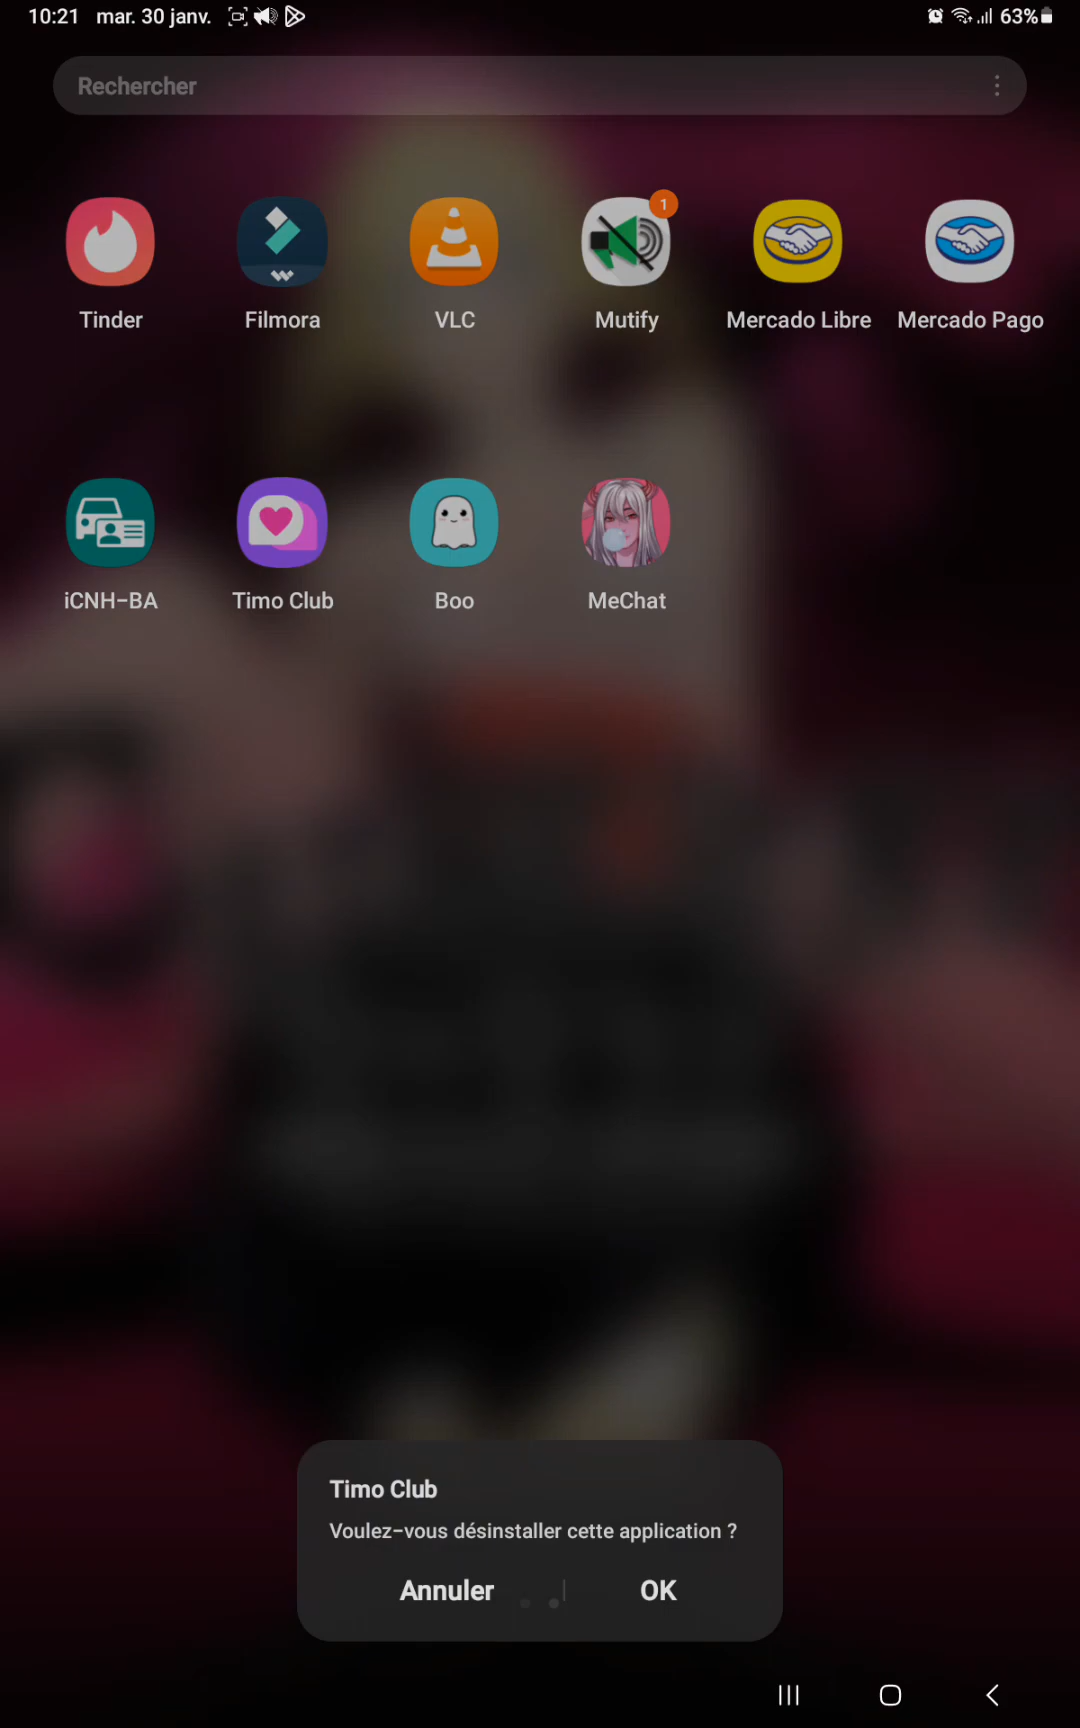 10:21 mar. 30 janv. 63%
Rechercher
1
Tinder Filmora VLC Mutify Mercado Libre Mercado Pago
iCNH-BA Timo Club Boo MeChat
Timo Club
Voulez-vous désinstaller cette application ?
Annuler OK